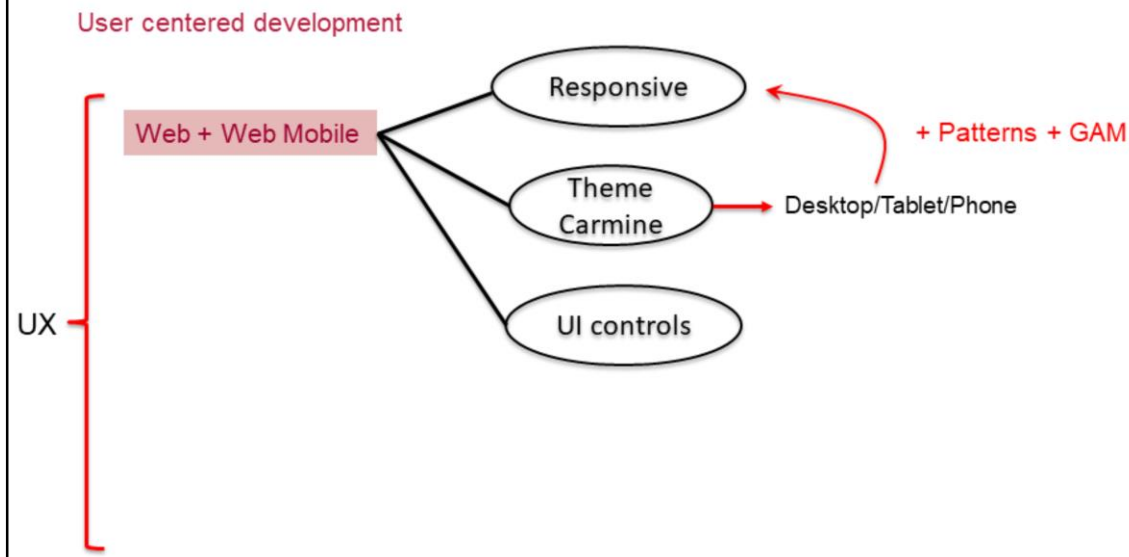 User centered development
Responsive
Web + Web Mobile
+ Patterns + GAM
Theme
Carmine
Desktop/Tablet/Phone
UX
UI controls